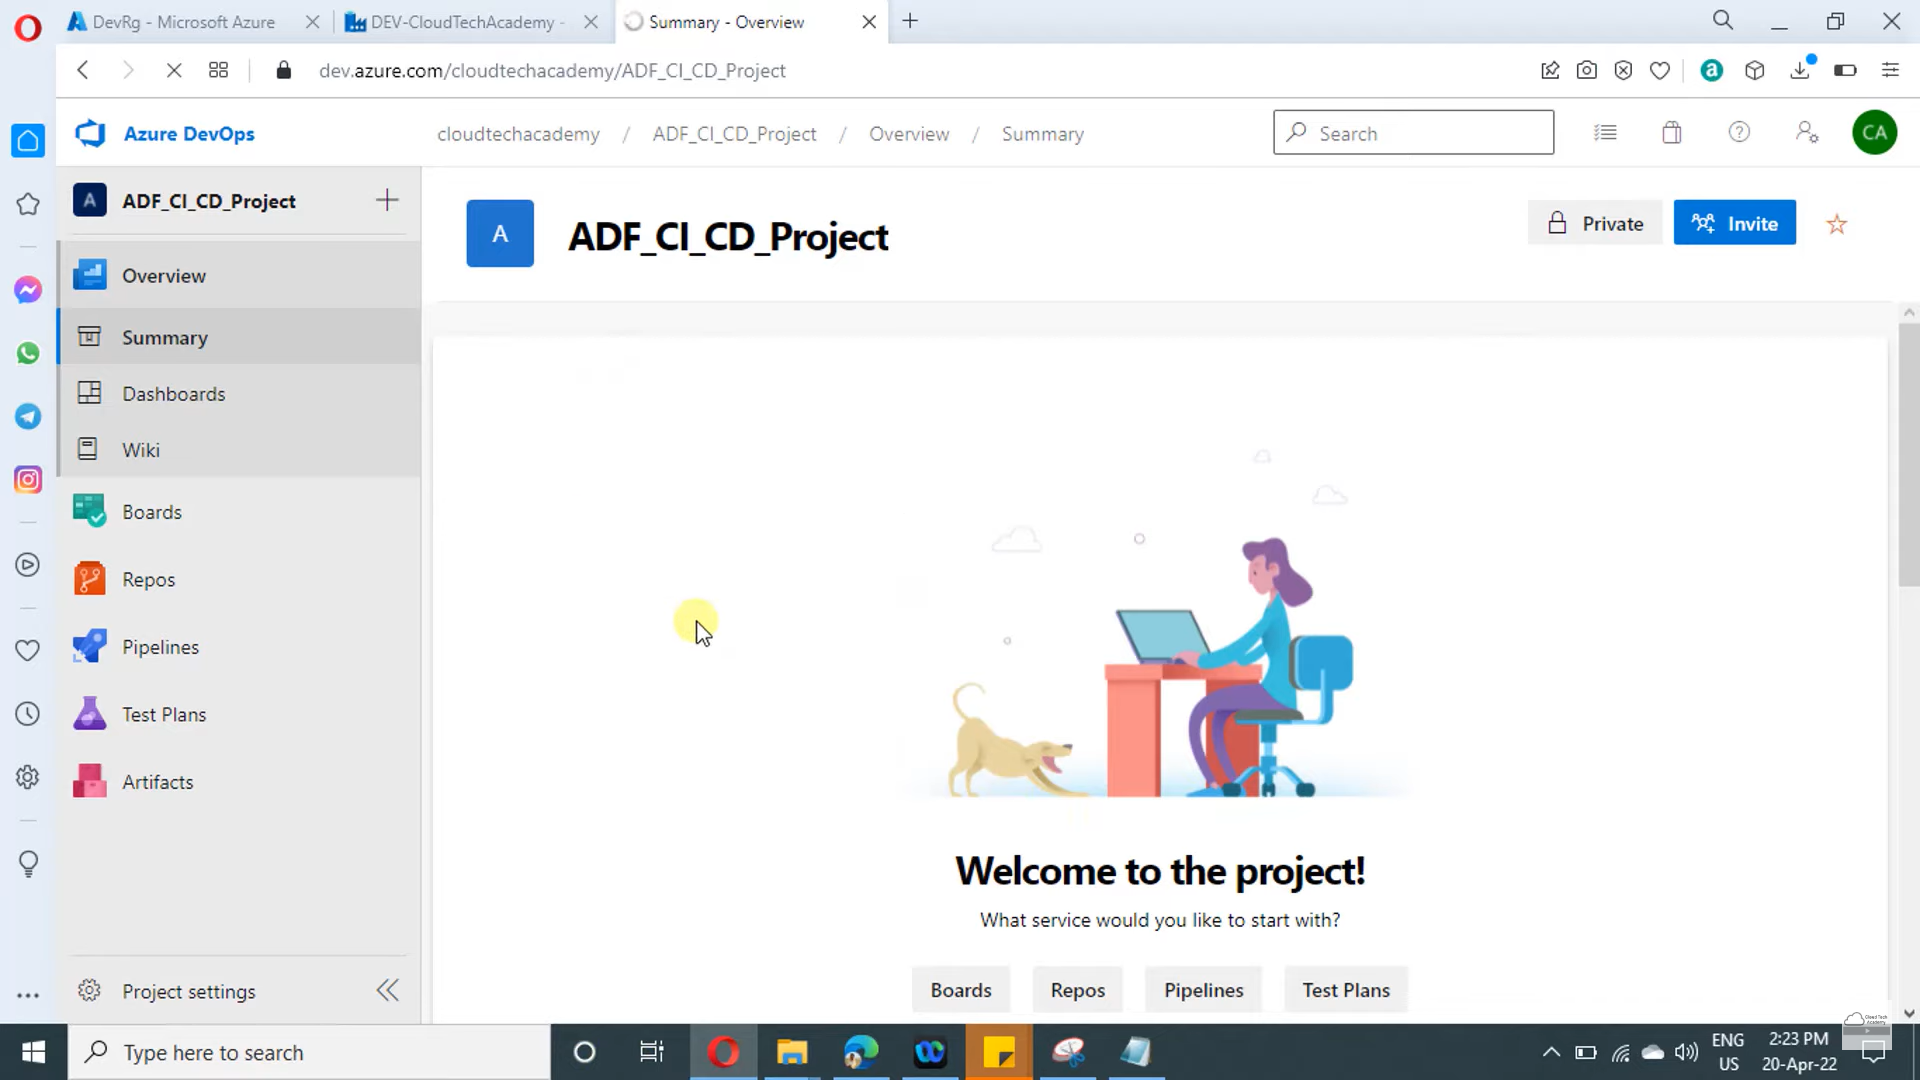 DevRg - Microsoft Azure
DEV-CloudTechAcademy -
Summary - Overview
dev.azure.com/cloudtechacademy/ADF_CI_CD_Project
Azure DevOps
cloudtechacademy / ADF_CI_CD_Project / Overview / Summary
Search
CA
A ADF_CI_CD_Project
Overview
Summary
Dashboards
Wiki
Boards
Repos
Pipelines
Test Plans
Artifacts
Project settings
A ADF_CI_CD_Project
Private
Invite
Welcome to the project!
What service would you like to start with?
Boards Repos Pipelines Test Plans
Type here to search
ENG
US
2:23 PM
20-Apr-22
Cloud Tech
Academy